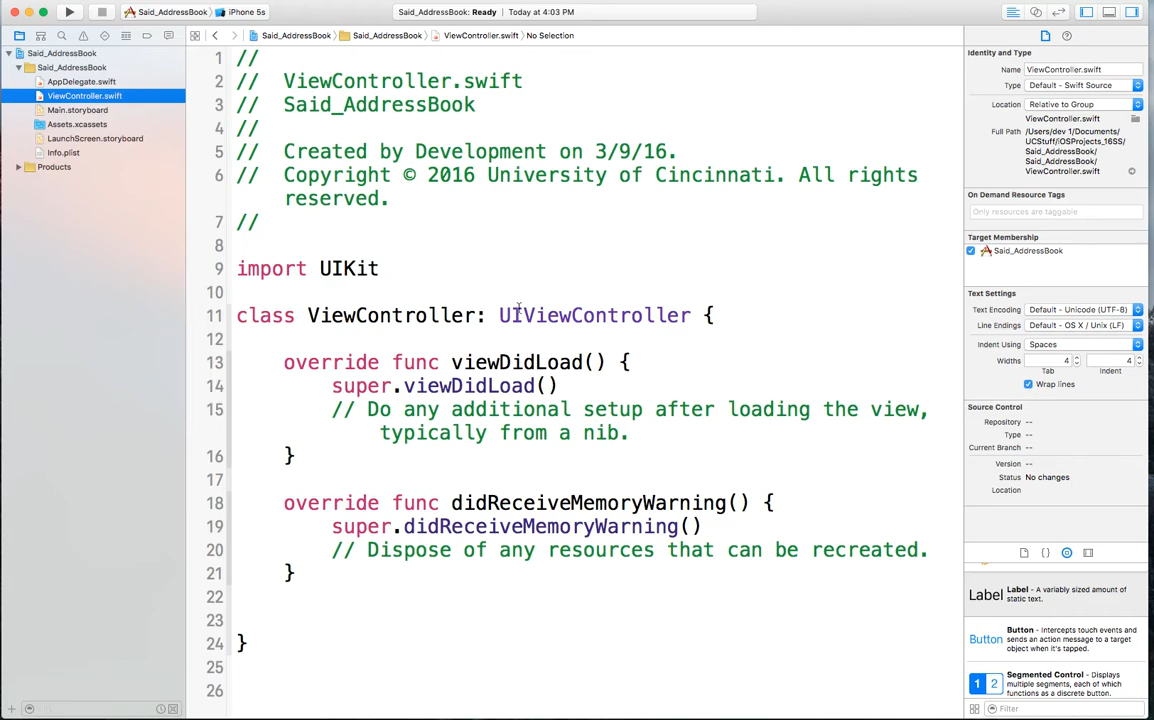 Said_AddressBook
iPhone 5s
Said_AddressBook: Ready
Today at 4:03 PM
Said_AddressBook
Said_AddressBook
ViewController.swift
No Selection
Said_AddressBook
Said_AddressBook
AppDelegate.swift
ViewController.swift
Main.storyboard
Assets.xcassets
LaunchScreen.storyboard
Info.plist
Products
1 //
2 // ViewController.swift
3 // Said_AddressBook
4 //
5 // Created by Development on 3/9/16.
6 // Copyright © 2016 University of Cincinnati. All rights
reserved.
7 //
8
9 import UIKit
10
11 class ViewController: UIViewController {
12
13 override func viewDidLoad() {
14 super.viewDidLoad()
15 // Do any additional setup after loading the view,
typically from a nib.
16 }
17
18 override func didReceiveMemoryWarning() {
19 super.didReceiveMemoryWarning()
20 // Dispose of any resources that can be recreated.
21 }
22
23
24 }
25
26
Identity and Type
Name ViewController.swift
Type Default - Swift Source
Location Relative to Group
ViewController.swift
Full Path /Users/dev 1/Documents/
UCStuff/iOSProjects_16SS/
Said_AddressBook/
Said_AddressBook/
ViewController.swift
On Demand Resource Tags
Only resources are taggable
Target Membership
Said_AddressBook
Text Settings
Text Encoding Default - Unicode (UTF-8)
Line Endings Default - OS X / Unix (LF)
Indent Using Spaces
Widths 4 4
Tab Indent
Wrap lines
Source Control
Repository --
Type --
Current Branch --
Version --
Status No changes
Location
{ }
Label Label - A variably sized amount of
static text.
Button Button - Intercepts touch events and
sends an action message to a target
object when it's tapped.
1 2 Segmented Control - Displays
multiple segments, each of which
functions as a discrete button.
Filter